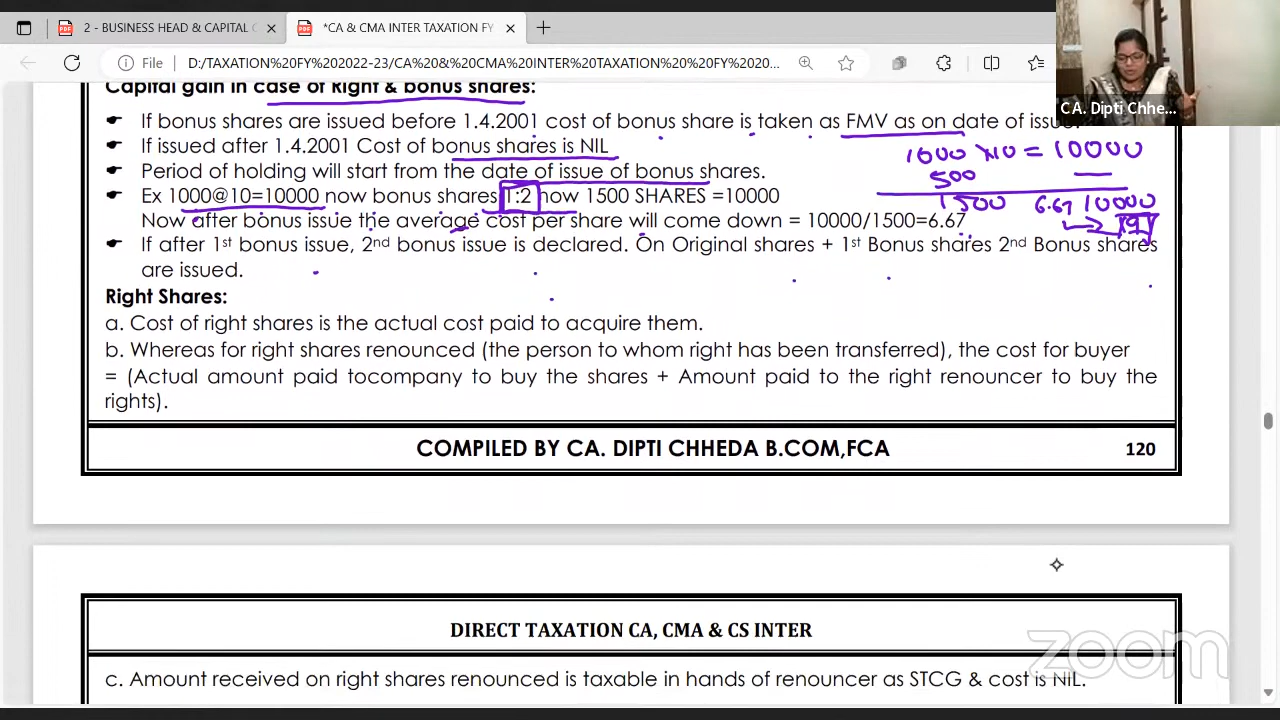 2 - BUSINESS HEAD & CAPITAL
*CA & CMA INTER TAXATION FY
File
D:/TAXATION%20FY%202022-23/CA%20%20CMA%20INTER%20TAXATION%20%20FY%20...
CA. Dipti Chhe...
Capital gain in case of Right & bonus shares:
If bonus shares are issued before 1.4.2001 cost of bonus share is taken as FMV as on date of issue.
If issued after 1.4.2001 Cost of bonus shares is NIL
Period of holding will start from the date of issue of bonus shares.
Ex 1000@10=10000 now bonus shares 1:2 now 1500 SHARES =10000
Now after bonus issue the average cost per share will come down = 10000/1500=6.67
If after 1st bonus issue, 2nd bonus issue is declared. On Original shares + 1st Bonus shares 2nd Bonus shares
are issued.
1000 x10 = 10000
500
1500 6.67 10000
Right Shares:
a. Cost of right shares is the actual cost paid to acquire them.
b. Whereas for right shares renounced (the person to whom right has been transferred), the cost for buyer
= (Actual amount paid tocompany to buy the shares + Amount paid to the right renouncer to buy the
rights).
COMPILED BY CA. DIPTI CHHEDA B.COM,FCA
120
DIRECT TAXATION CA, CMA & CS INTER
c. Amount received on right shares renounced is taxable in hands of renouncer as STCG & cost is NIL.
zoom